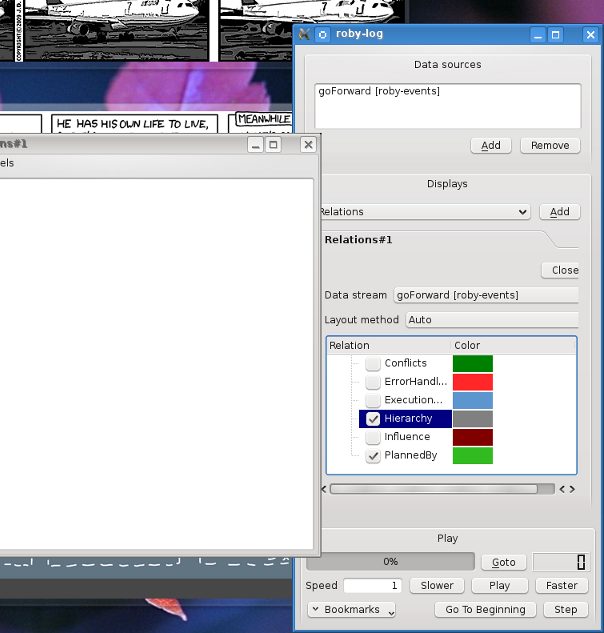 COPYRIGHT©2009 J.D.
roby-log
Data sources
goForward [roby-events]
HE HAS HIS OWN LIFE TO LIVE,
MEANWHILE
ns#1
Add
Remove
els
Displays
Relations
Add
Relations#1
Close
Data stream
goForward [roby-events]
Layout method
Auto
Relation
Color
Conflicts
ErrorHandl...
Execution...
Hierarchy
Influence
PlannedBy
Play
0%
Goto
0
Speed
1
Slower
Play
Faster
Bookmarks
Go To Beginning
Step